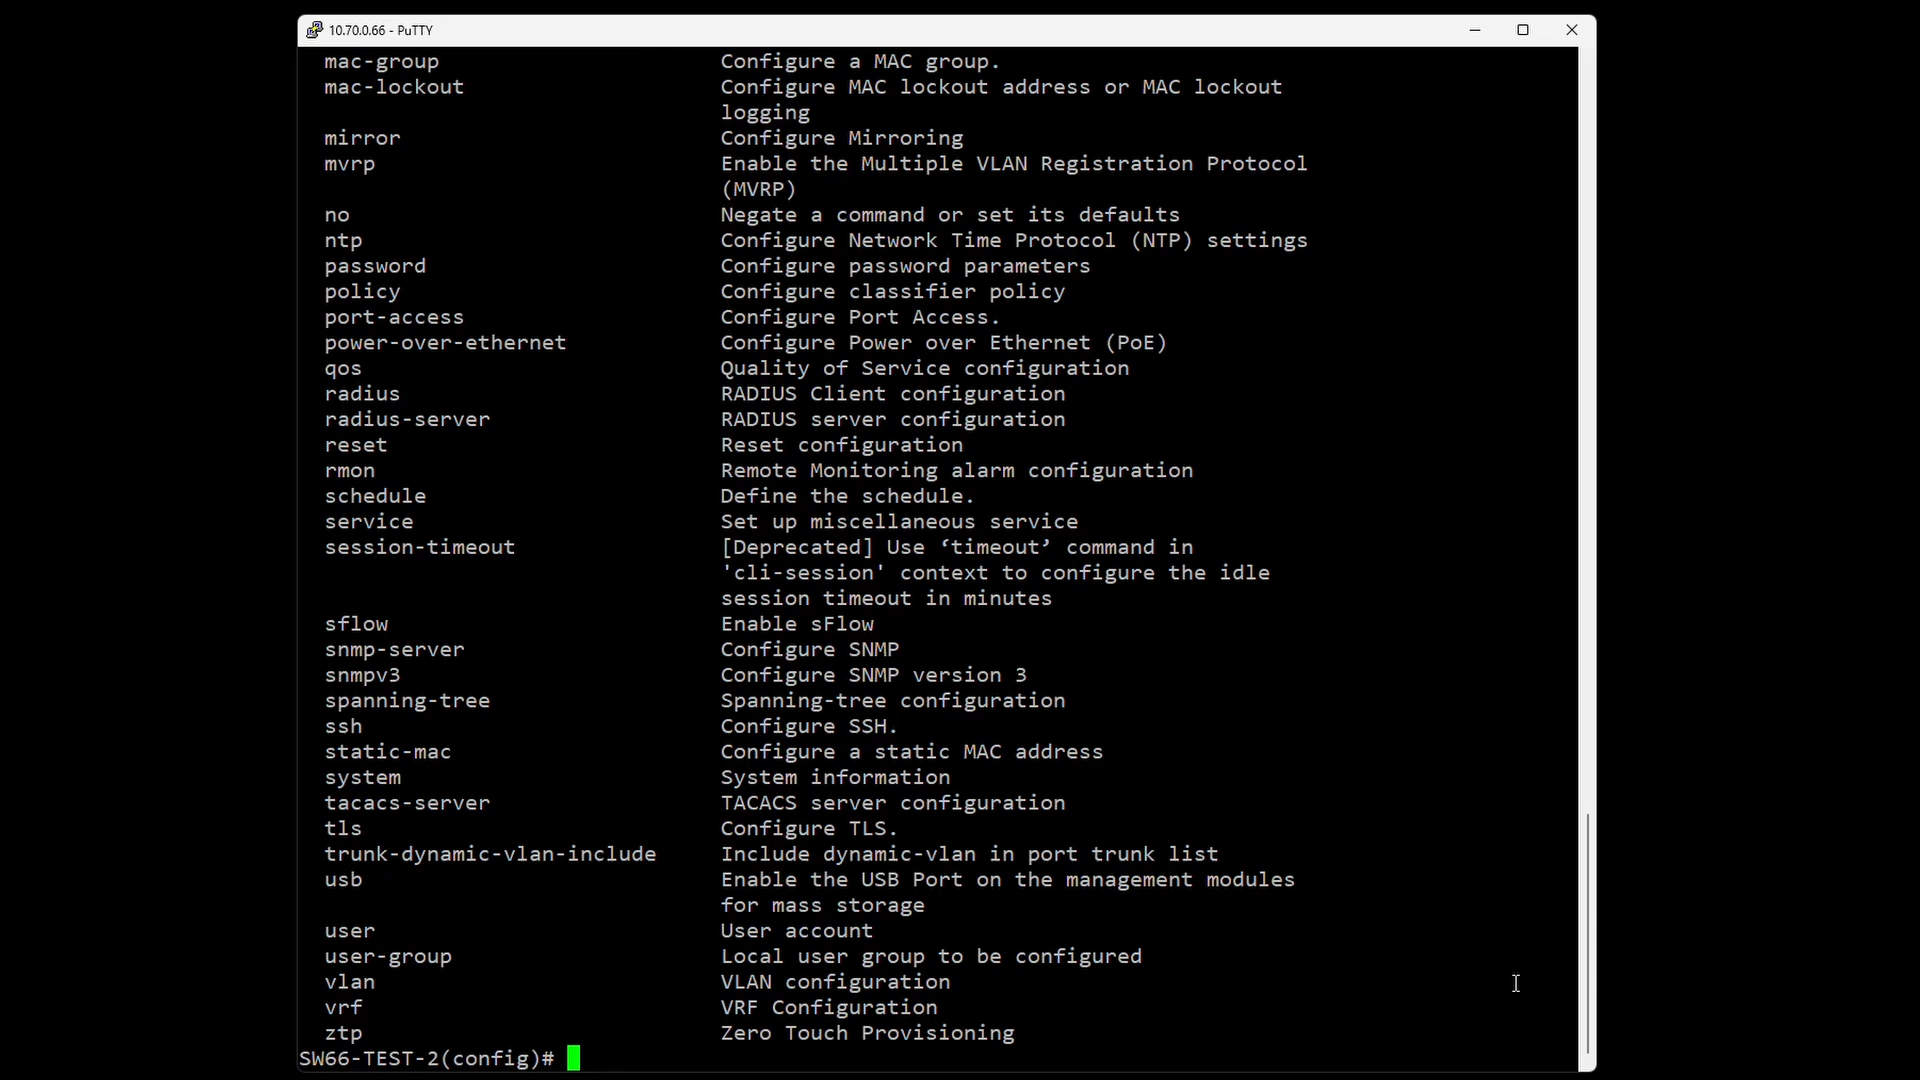 10.70.0.66 - PuTTY
mac-group Configure a MAC group.
mac-lockout Configure MAC lockout address or MAC lockout
logging
mirror Configure Mirroring
mvrp Enable the Multiple VLAN Registration Protocol
(MVRP)
no Negate a command or set its defaults
ntp Configure Network Time Protocol (NTP) settings
password Configure password parameters
policy Configure classifier policy
port-access Configure Port Access.
power-over-ethernet Configure Power over Ethernet (PoE)
qos Quality of Service configuration
radius RADIUS Client configuration
radius-server RADIUS server configuration
reset Reset configuration
rmon Remote Monitoring alarm configuration
schedule Define the schedule.
service Set up miscellaneous service
session-timeout [Deprecated] Use ‘timeout’ command in
'cli-session' context to configure the idle
session timeout in minutes
sflow Enable sFlow
snmp-server Configure SNMP
snmpv3 Configure SNMP version 3
spanning-tree Spanning-tree configuration
ssh Configure SSH.
static-mac Configure a static MAC address
system System information
tacacs-server TACACS server configuration
tls Configure TLS.
trunk-dynamic-vlan-include Include dynamic-vlan in port trunk list
usb Enable the USB Port on the management modules
for mass storage
user User account
user-group Local user group to be configured
vlan VLAN configuration
vrf VRF Configuration
ztp Zero Touch Provisioning
SW66-TEST-2(config)#